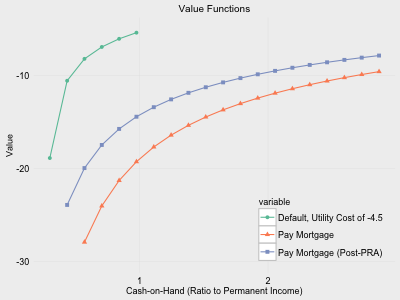 Value Functions
-10
-20
-30
Value
1
2
Cash-on-Hand (Ratio to Permanent Income)
variable
Default, Utility Cost of -4.5
Pay Mortgage
Pay Mortgage (Post-PRA)